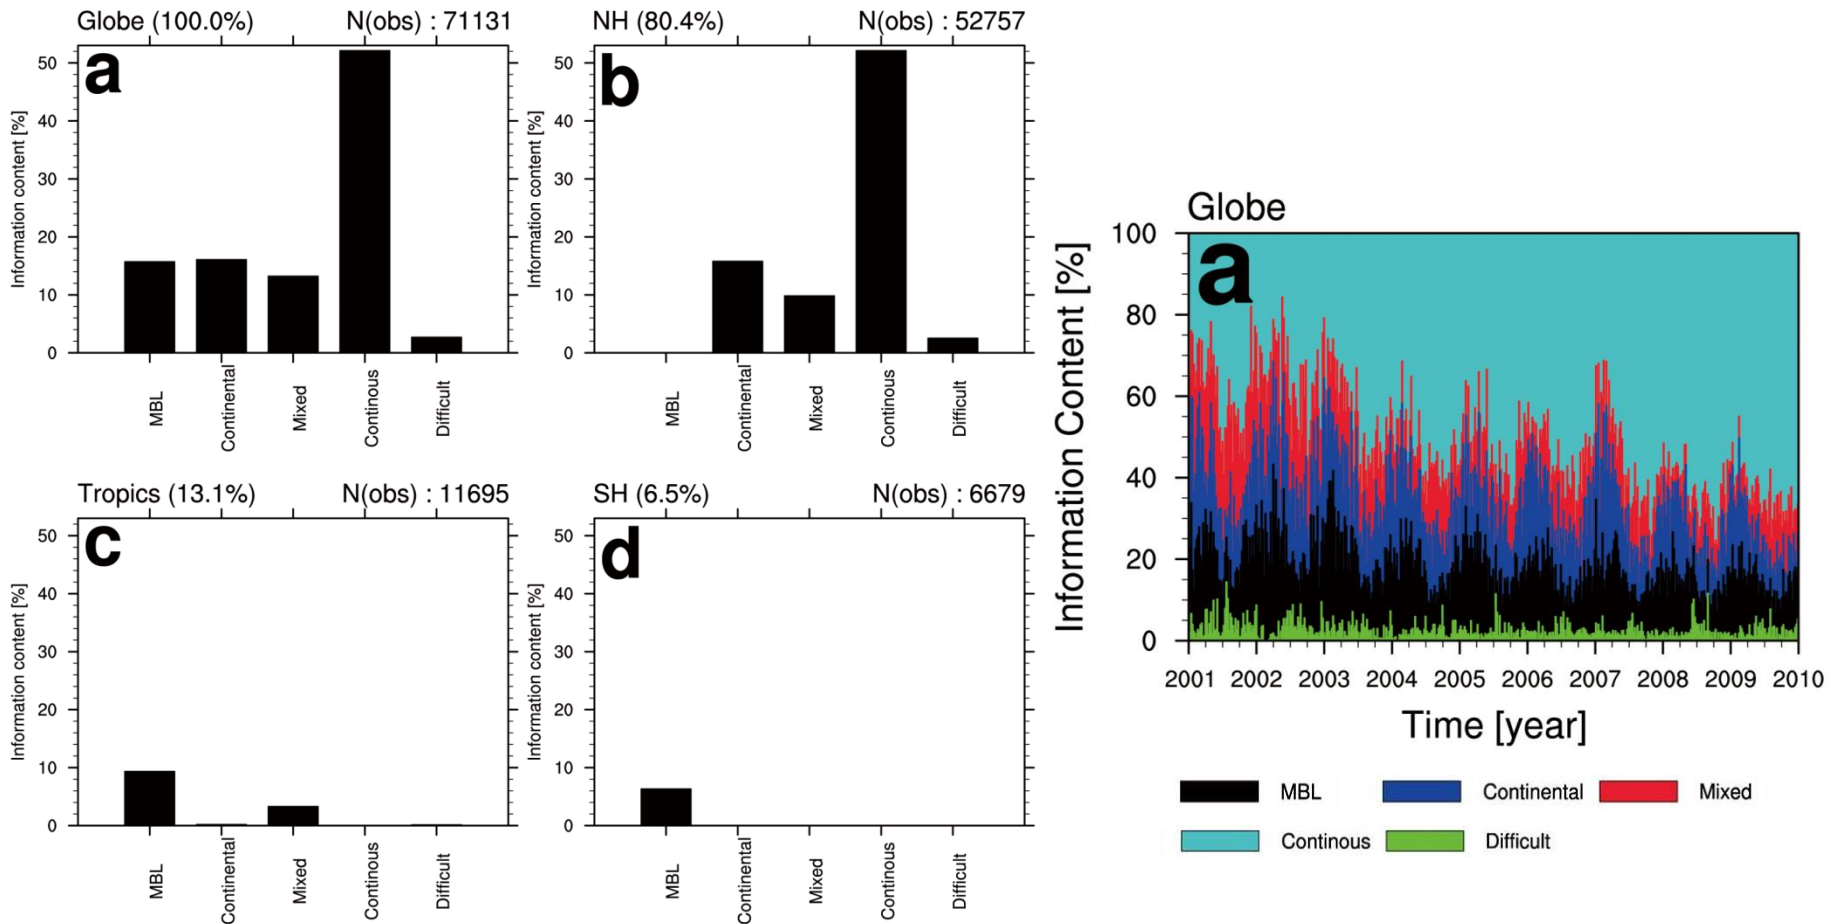 Globe (100.0%) N(obs) : 71131
a
Information content [%]
50
40
30
20
10
0
MBL
Continental
Mixed
Continous
Difficult
NH (80.4%) N(obs) : 52757
b
Information content [%]
50
40
30
20
10
0
MBL
Continental
Mixed
Continous
Difficult
Tropics (13.1%) N(obs) : 11695
c
Information content [%]
50
40
30
20
10
0
MBL
Continental
Mixed
Continous
Difficult
SH (6.5%) N(obs) : 6679
d
Information content [%]
50
40
30
20
10
0
MBL
Continental
Mixed
Continous
Difficult
Globe
a
Information Content [%]
100
80
60
40
20
0
2001 2002 2003 2004 2005 2006 2007 2008 2009 2010
Time [year]
MBL Continental Mixed
Continous Difficult